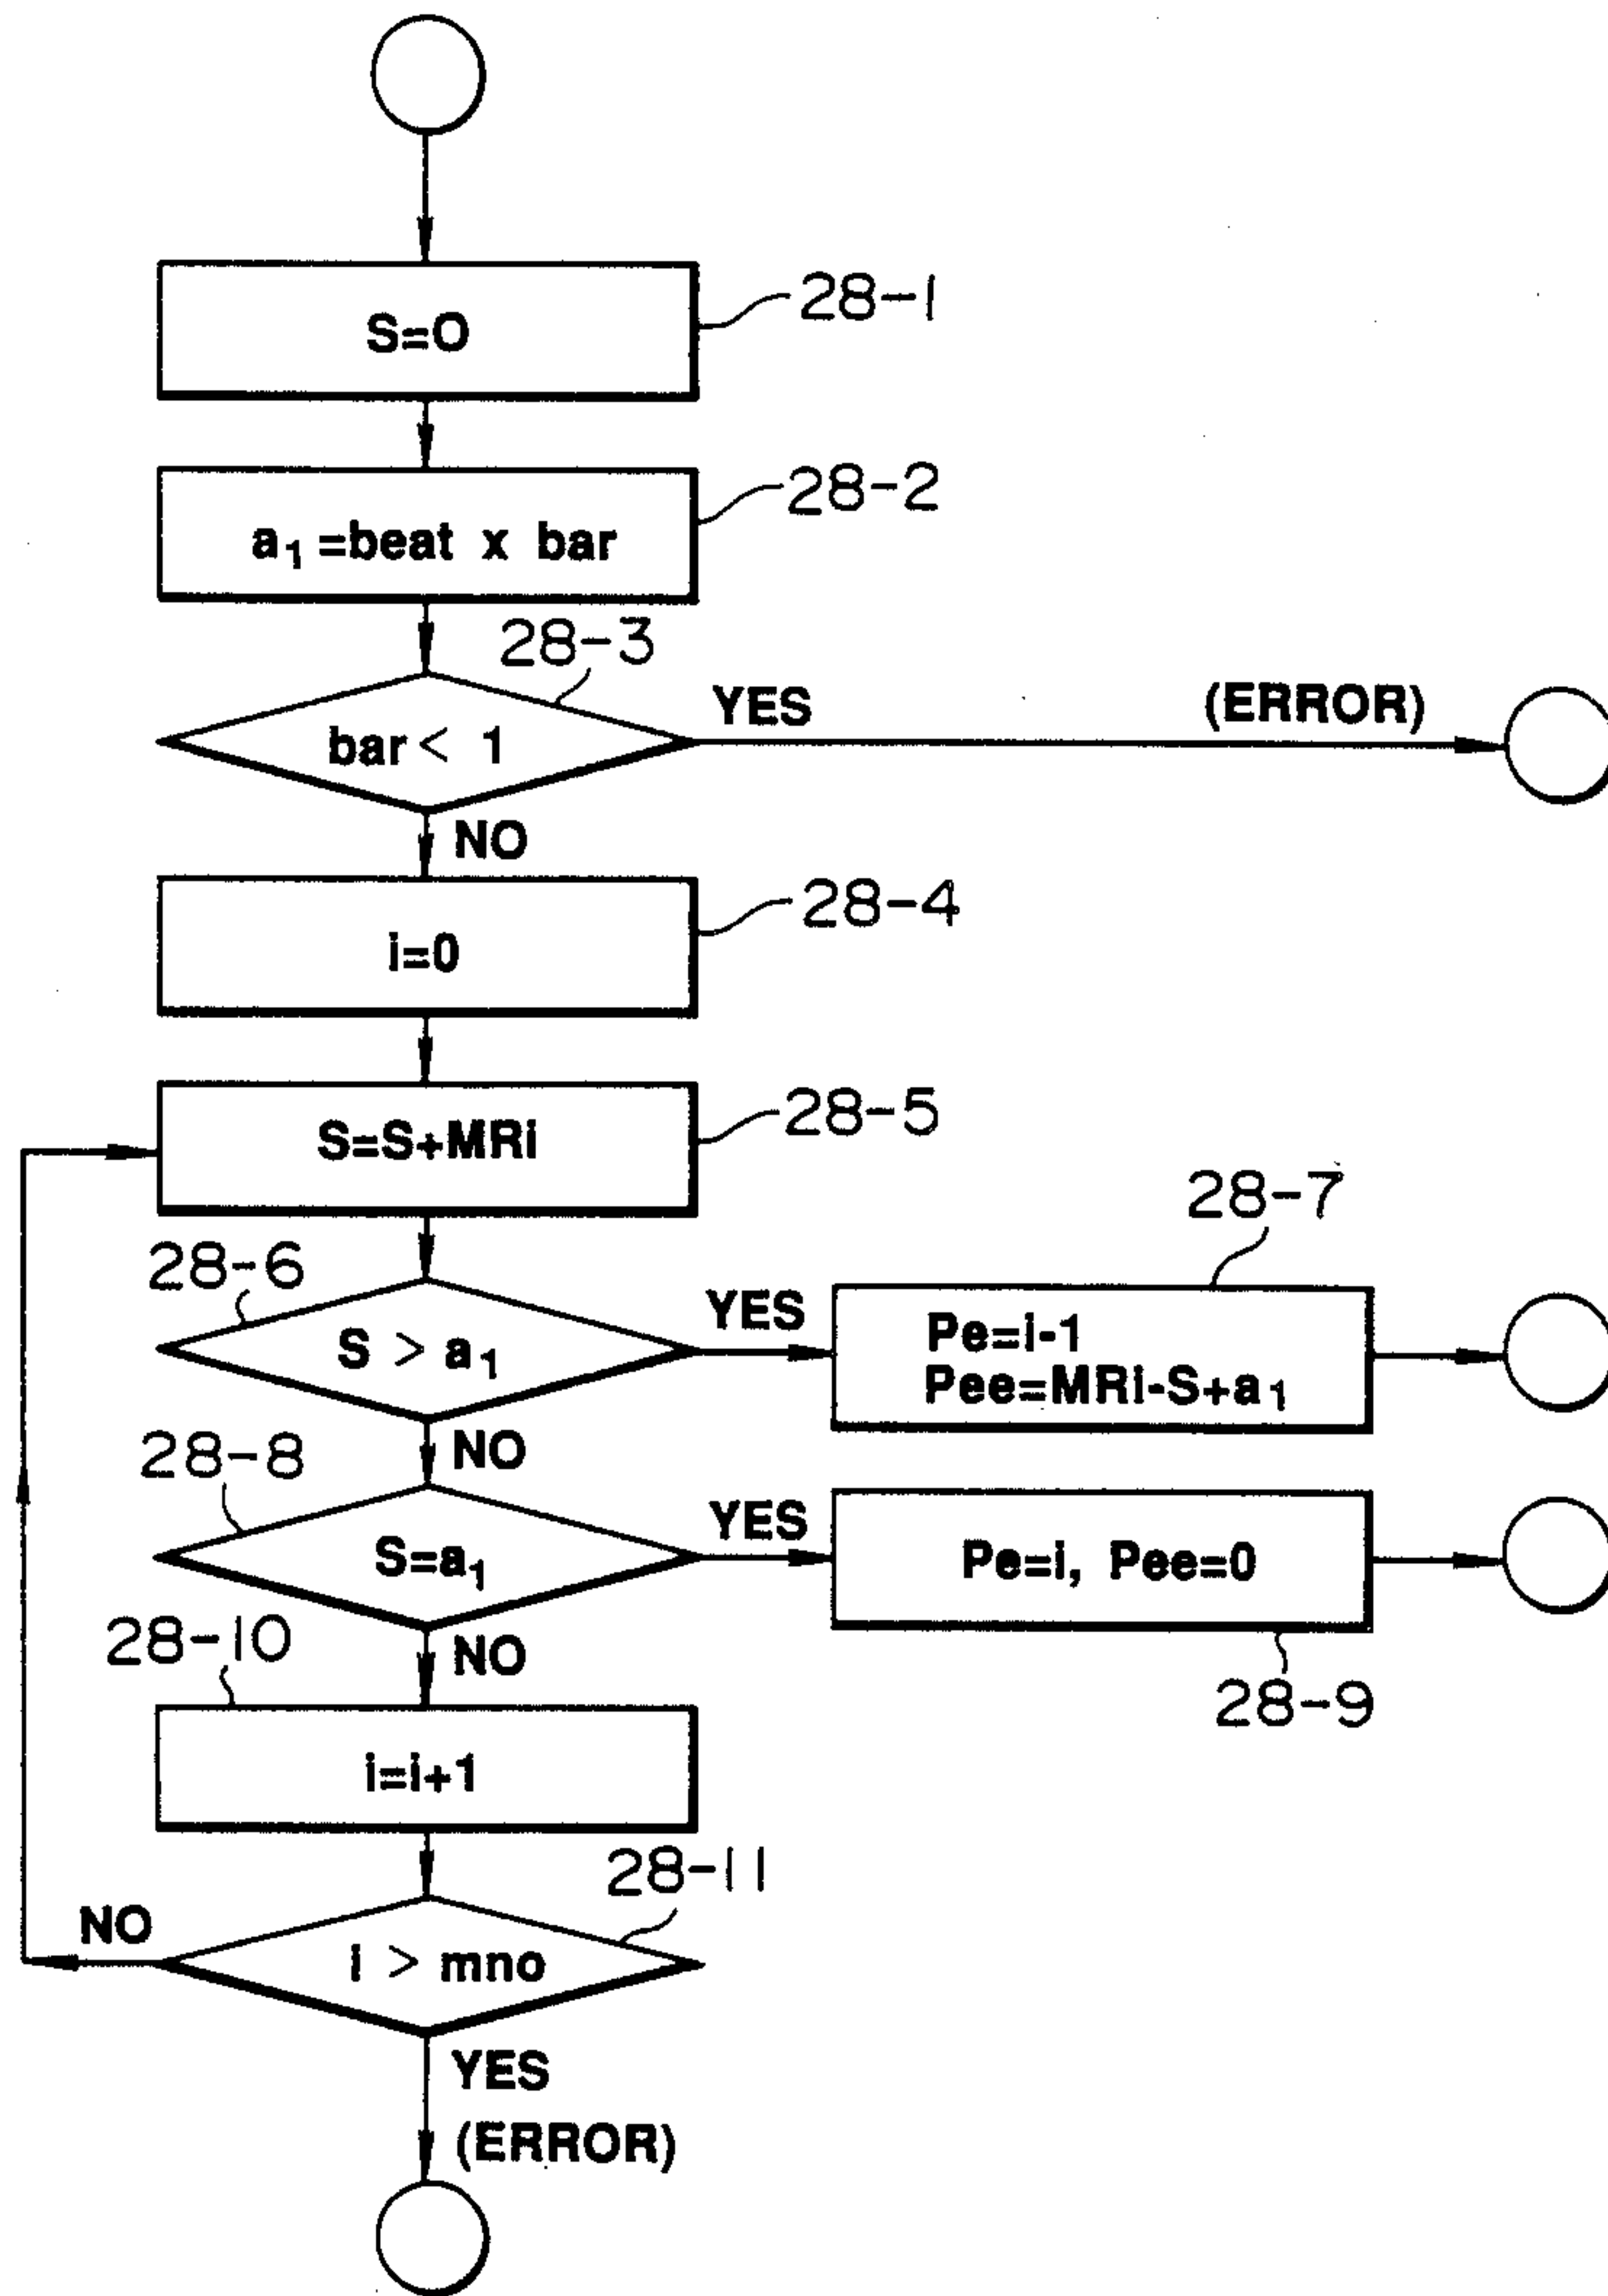 S=0
28-1
a₁=beat x bar
28-2
28-3
bar < 1
YES
(ERROR)
NO
i=0
28-4
S=S+MRi
28-5
28-6
S > a₁
YES
28-7
Pe=i-1
Pee=MRi-S+a₁
NO
28-8
S=a₁
YES
Pe=i, Pee=0
28-9
NO
28-10
i=i+1
28-11
i > mno
NO
YES
(ERROR)